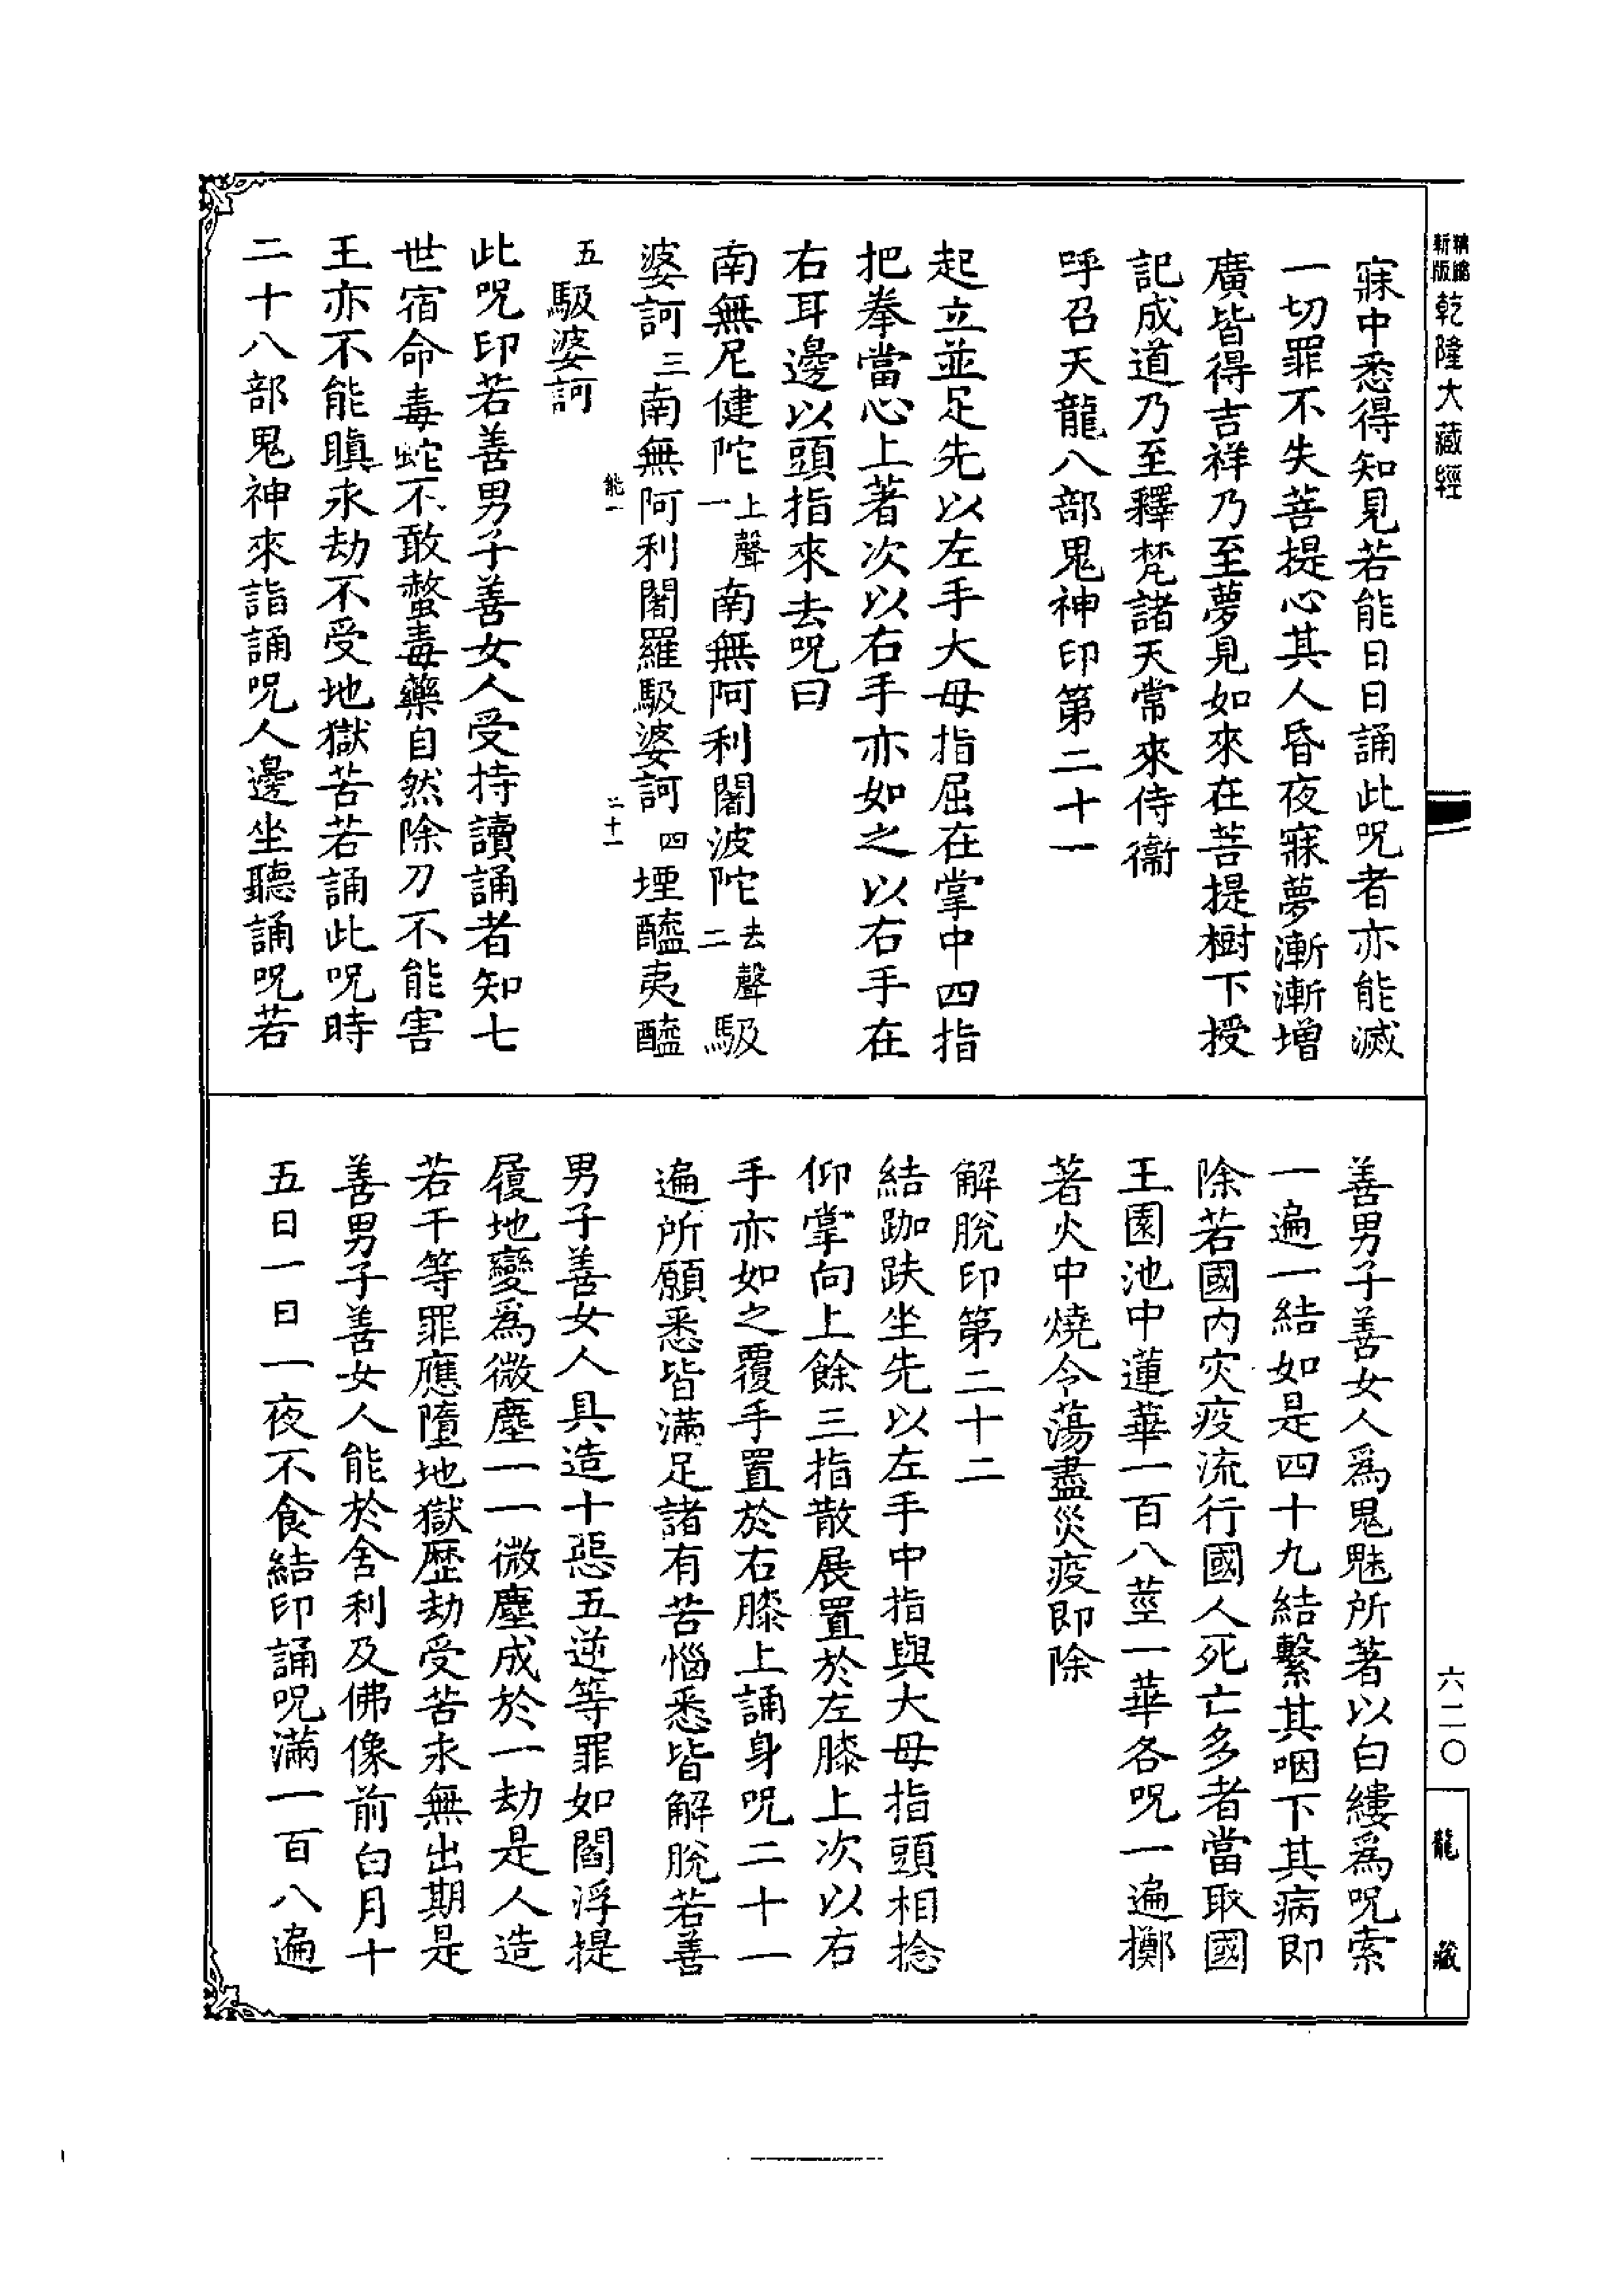 精縮
新版
乾隆大藏經
寐中悉得知見若能日日誦此呪者亦能滅
一切罪不失菩提心其人昏夜寐夢漸漸增
廣皆得吉祥乃至夢見如來在菩提樹下授
記成道乃至釋梵諸天常來侍衞
呼召天龍八部鬼神印第二十一
起立並足先以左手大母指屈在掌中四指
把拳當心上著次以右手亦如之以右手在
右耳邊以頭指來去呪曰
南無尼健陀上聲一南無阿利闍波陀去聲二馺
婆訶三南無阿利闍羅馺婆訶四堙醯夷醯
五馺婆訶
能一
二十一
此呪印若善男子善女人受持讀誦者知七
世宿命毒蛇不敢螫毒藥自然除刀不能害
王亦不能瞋永劫不受地獄苦若誦此呪時
二十八部鬼神來詣誦呪人邊坐聽誦呪若
善男子善女人爲鬼魅所著以白縷爲呪索
一遍一結如是四十九結繫其咽下其病即
除若國內灾疫流行國人死亡多者當取國
王園池中蓮華一百八莖一華各呪一遍擲
著火中燒令蕩盡災疫即除
解脫印第二十二
結跏趺坐先以左手中指與大母指頭相捻
仰掌向上餘三指散展置於左膝上次以右
手亦如之覆手置於右膝上誦身呪二十一
遍所願悉皆滿足諸有苦惱悉皆解脫若善
男子善女人具造十惡五逆等罪如閻浮提
履地變爲微塵一一微塵成於一劫是人造
若干等罪應墮地獄歷劫受苦永無出期是
善男子善女人能於舍利及佛像前白月十
五日一日一夜不食結印誦呪滿一百八遍
六二〇
龍藏